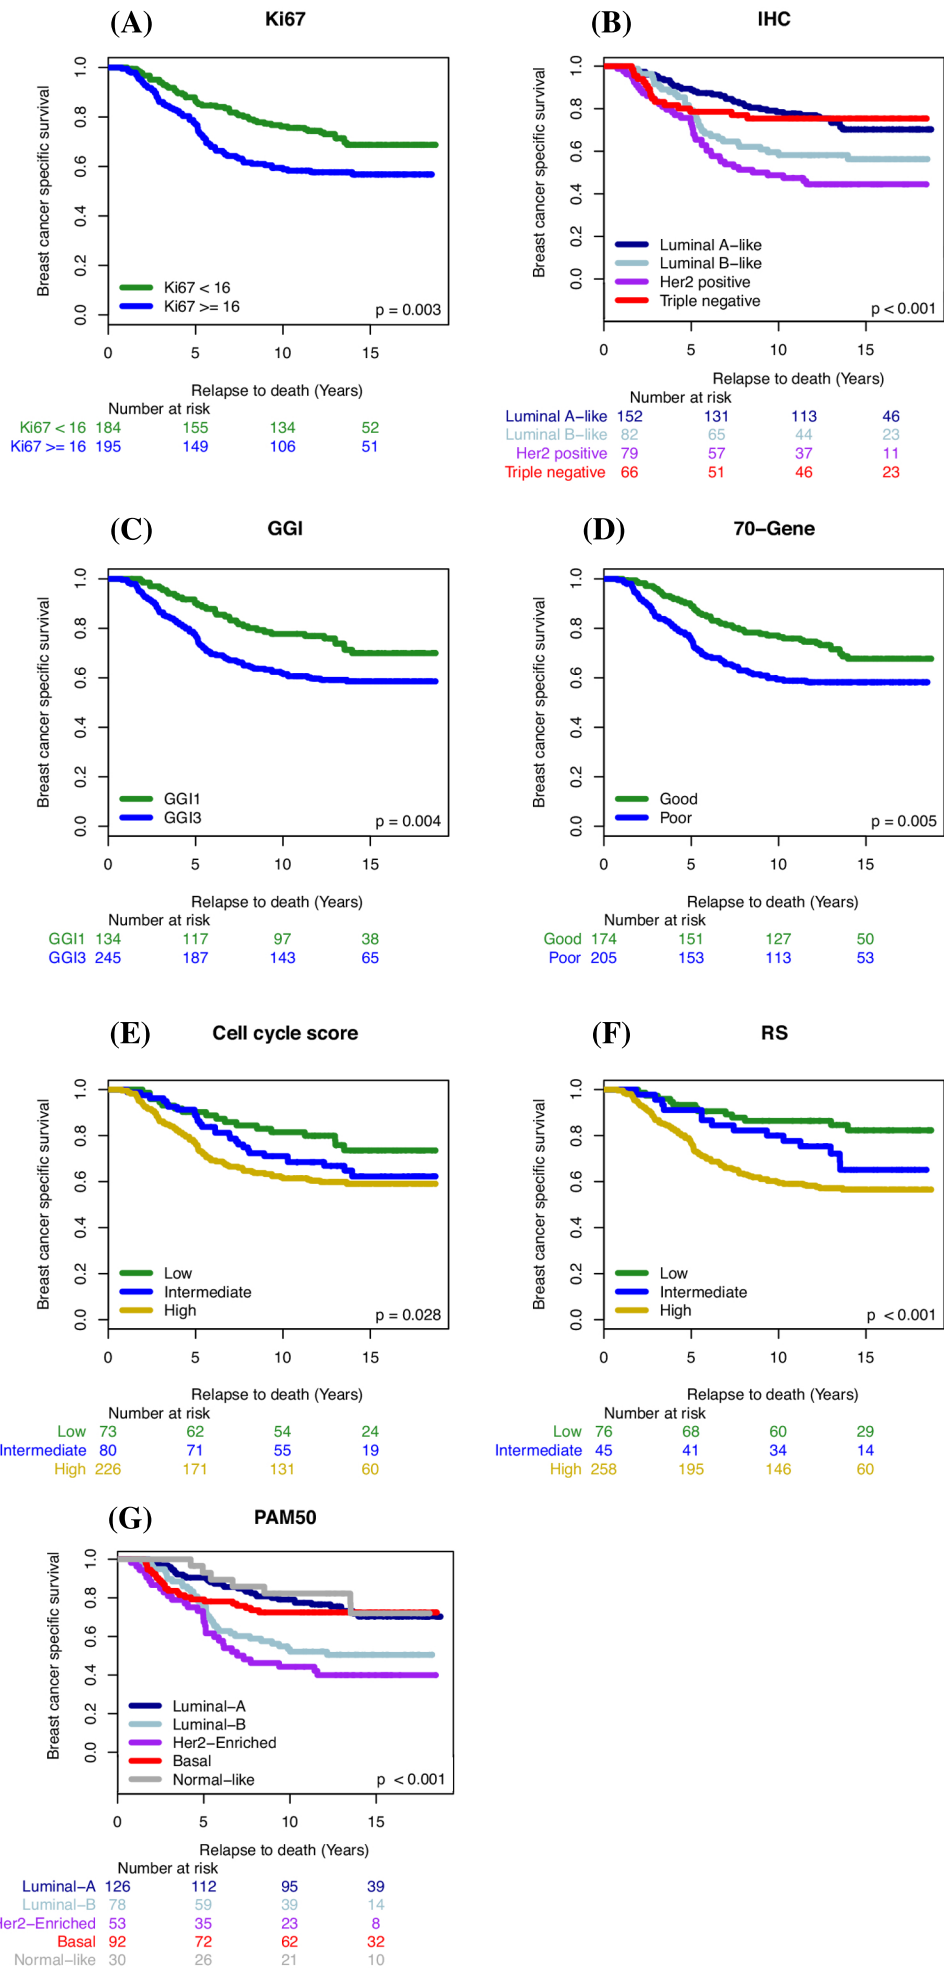 (A) Ki67
Breast cancer specific survival
1.0
0.8
0.6
0.4
0.2
0.0
Ki67 < 16
Ki67 >= 16
p = 0.003
0 5 10 15
Relapse to death (Years)
Number at risk
Ki67 < 16 184 155 134 52
Ki67 >= 16 195 149 106 51
(B) IHC
Breast cancer specific survival
1.0
0.8
0.6
0.4
0.2
0.0
Luminal A−like
Luminal B−like
Her2 positive
Triple negative
p < 0.001
0 5 10 15
Relapse to death (Years)
Number at risk
Luminal A−like 152 131 113 46
Luminal B−like 82 65 44 23
Her2 positive 79 57 37 11
Triple negative 66 51 46 23
(C) GGI
Breast cancer specific survival
1.0
0.8
0.6
0.4
0.2
0.0
GGI1
GGI3
p = 0.004
0 5 10 15
Relapse to death (Years)
Number at risk
GGI1 134 117 97 38
GGI3 245 187 143 65
(D) 70−Gene
Breast cancer specific survival
1.0
0.8
0.6
0.4
0.2
0.0
Good
Poor
p = 0.005
0 5 10 15
Relapse to death (Years)
Number at risk
Good 174 151 127 50
Poor 205 153 113 53
(E) Cell cycle score
Breast cancer specific survival
1.0
0.8
0.6
0.4
0.2
0.0
Low
Intermediate
High
p = 0.028
0 5 10 15
Relapse to death (Years)
Number at risk
Low 73 62 54 24
Intermediate 80 71 55 19
High 226 171 131 60
(F) RS
Breast cancer specific survival
1.0
0.8
0.6
0.4
0.2
0.0
Low
Intermediate
High
p < 0.001
0 5 10 15
Relapse to death (Years)
Number at risk
Low 76 68 60 29
Intermediate 45 41 34 14
High 258 195 146 60
(G) PAM50
Breast cancer specific survival
1.0
0.8
0.6
0.4
0.2
0.0
Luminal−A
Luminal−B
Her2−Enriched
Basal
Normal−like
p < 0.001
0 5 10 15
Relapse to death (Years)
Number at risk
Luminal−A 126 112 95 39
Luminal−B 78 59 39 14
Her2−Enriched 53 35 23 8
Basal 92 72 62 32
Normal−like 30 26 21 10